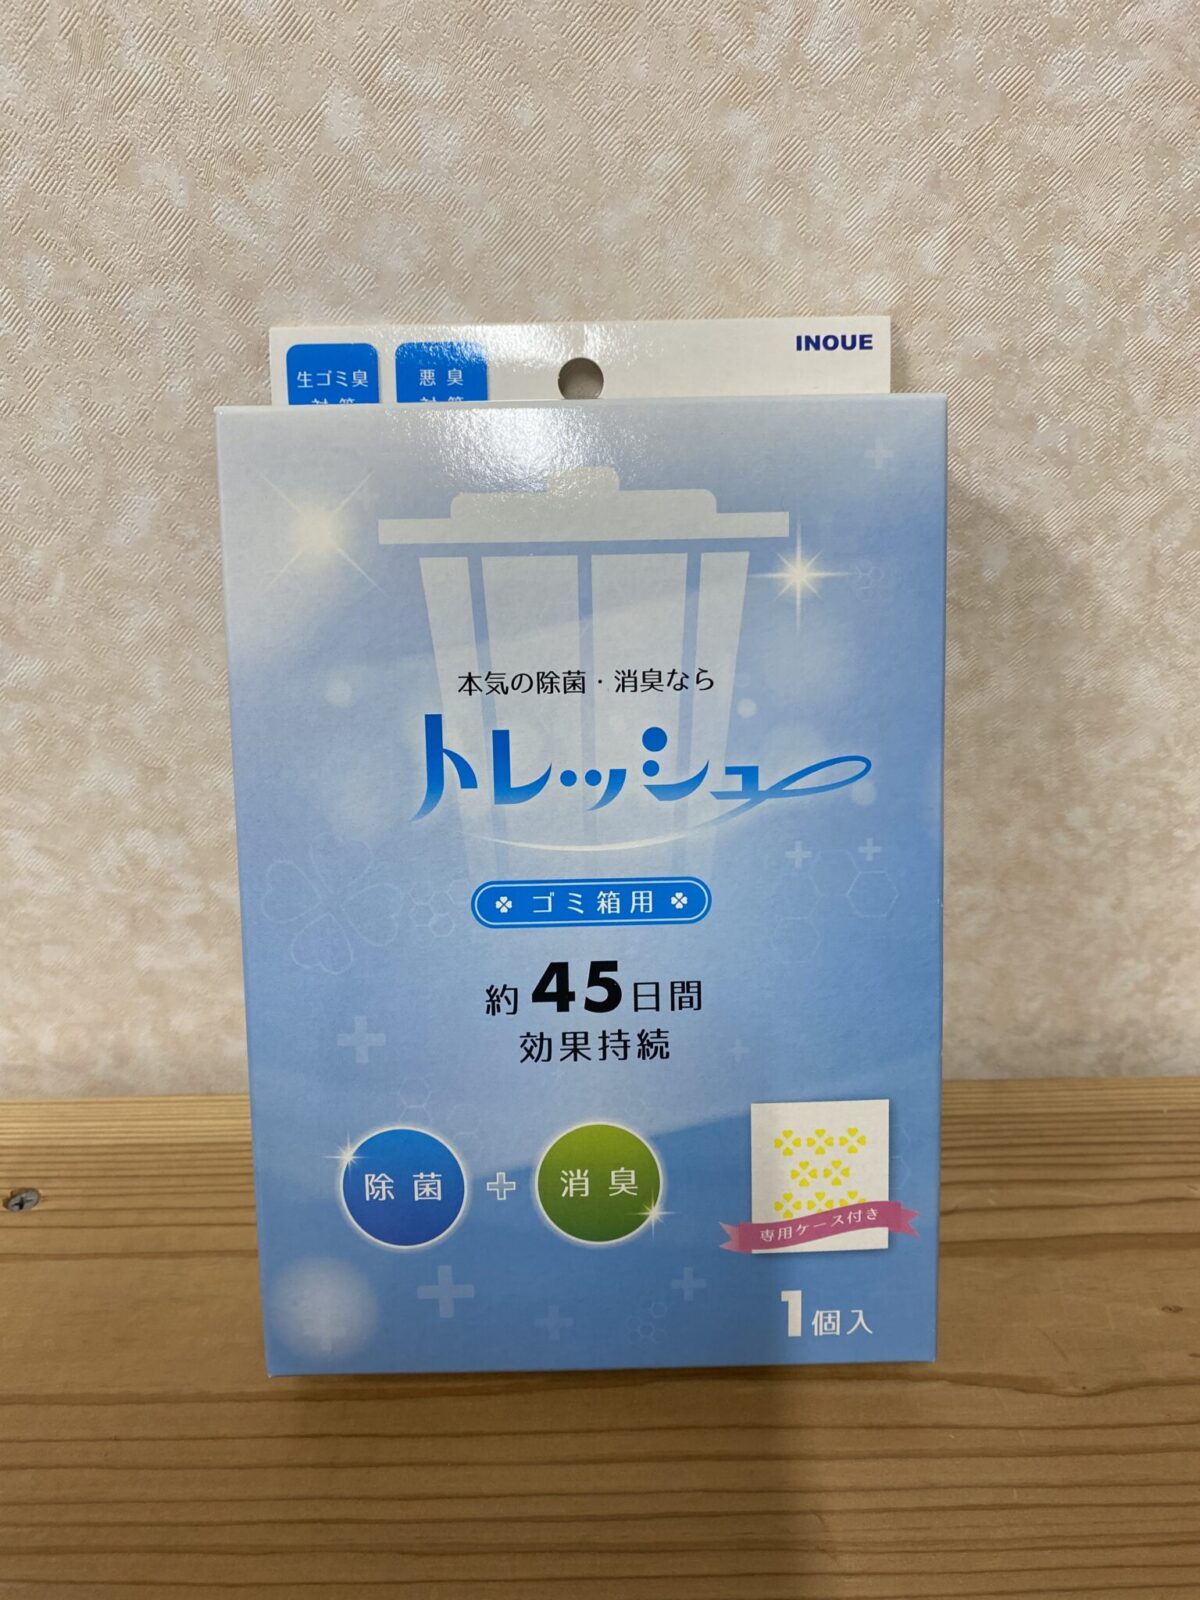 INOUE
生ゴミ臭
悪臭
本気の除菌・消臭なら
トレッシュ
ゴミ箱用
約45日間
効果持続
除菌
消臭
専用ケース付き
1個入